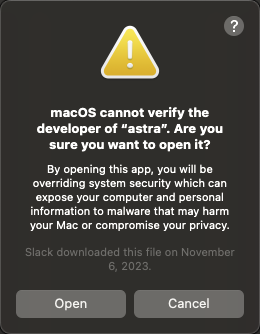 ?
macOS cannot verify the
developer of “astra”. Are you
sure you want to open it?
By opening this app, you will be
overriding system security which can
expose your computer and personal
information to malware that may harm
your Mac or compromise your privacy.
Slack downloaded this file on November
6, 2023.
Open
Cancel